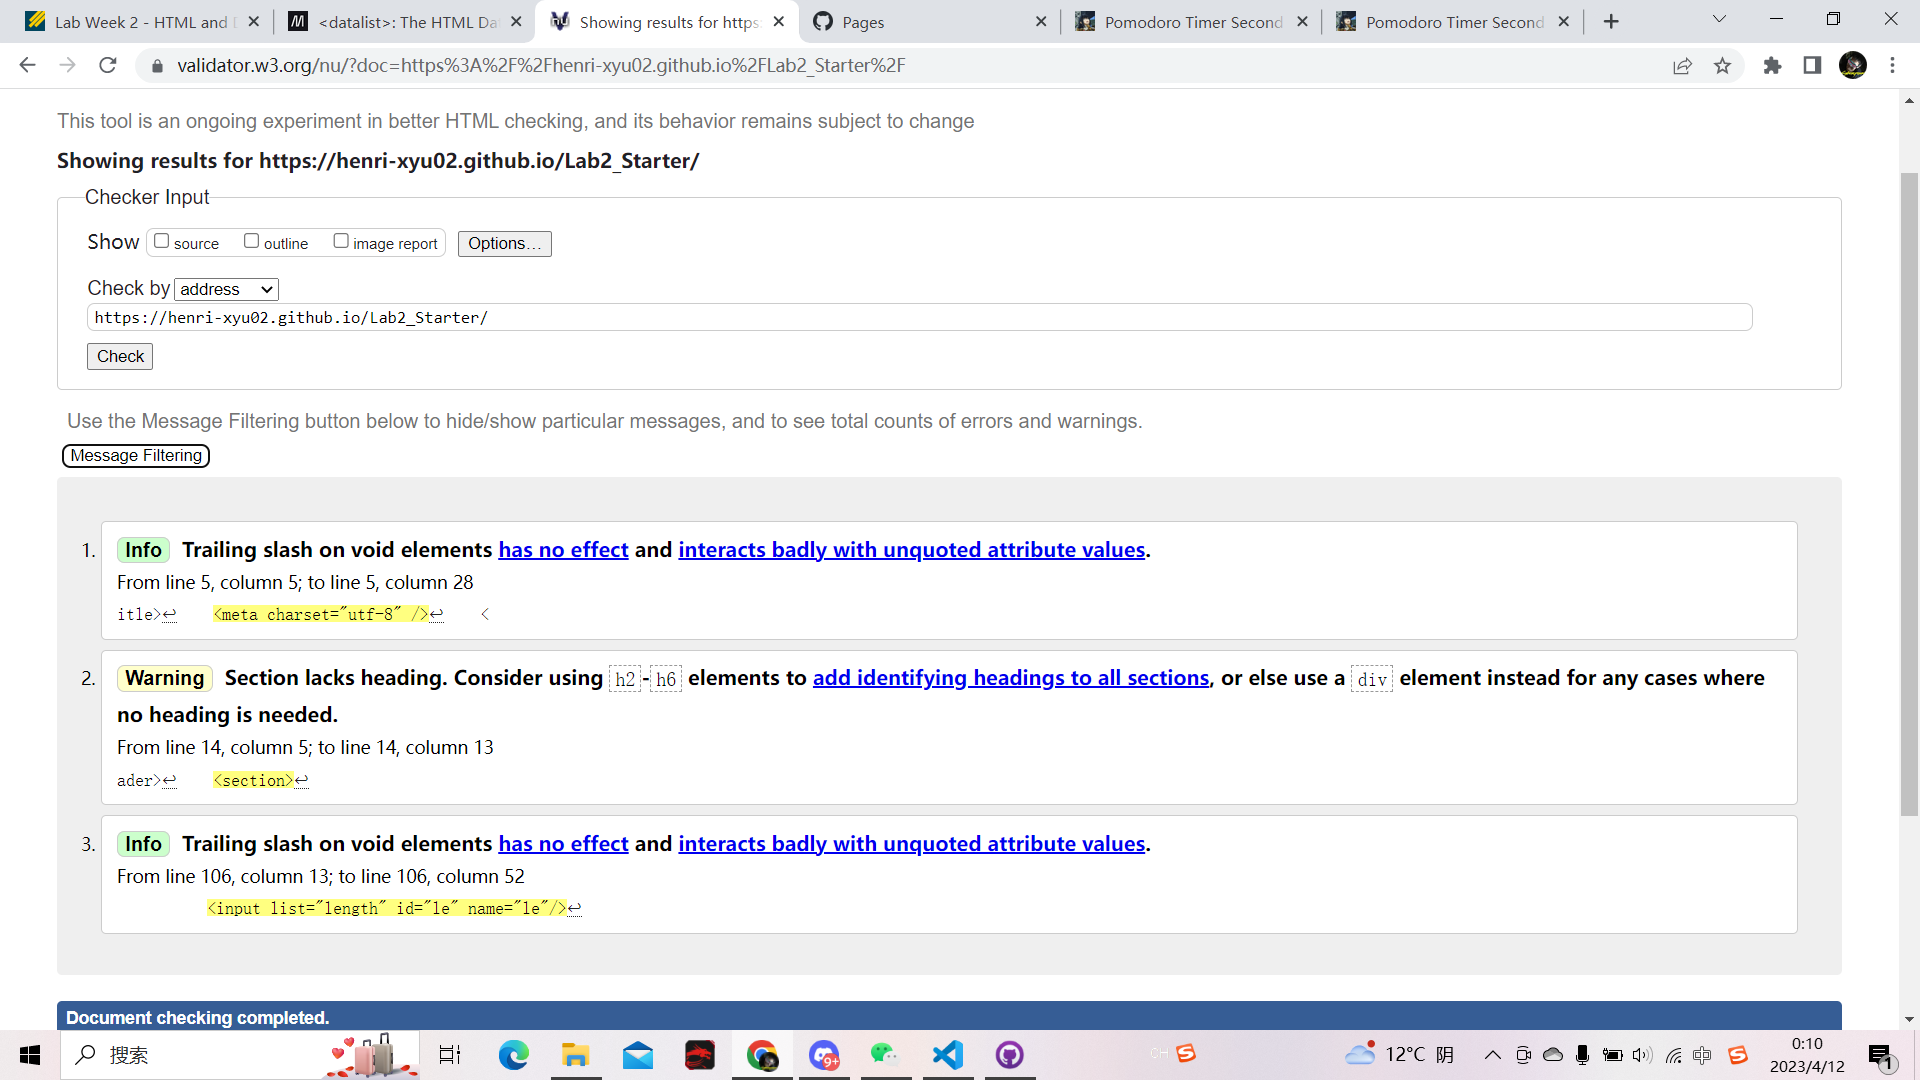 Lab Week 2 - HTML and
<datalist>: The HTML Da
Showing results for https:
Pages
Pomodoro Timer Second
Pomodoro Timer Second
validator.w3.org/nu/?doc=https%3A%2F%2Fhenri-xyu02.github.io%2FLab2_Starter%2F
This tool is an ongoing experiment in better HTML checking, and its behavior remains subject to change
Showing results for https://henri-xyu02.github.io/Lab2_Starter/
Checker Input
Show source outline image report Options...
Check by address
https://henri-xyu02.github.io/Lab2_Starter/
Check
Use the Message Filtering button below to hide/show particular messages, and to see total counts of errors and warnings.
Message Filtering
1. Info Trailing slash on void elements has no effect and interacts badly with unquoted attribute values.
From line 5, column 5; to line 5, column 28
itle>↩ <meta charset="utf-8" />↩ <
2. Warning Section lacks heading. Consider using h2-h6 elements to add identifying headings to all sections, or else use a div element instead for any cases where
no heading is needed.
From line 14, column 5; to line 14, column 13
ader>↩ <section>↩
3. Info Trailing slash on void elements has no effect and interacts badly with unquoted attribute values.
From line 106, column 13; to line 106, column 52
<input list="length" id="le" name="le"/>↩
Document checking completed.
搜索
9+
CH
12°C 阴
中
0:10
2023/4/12
1